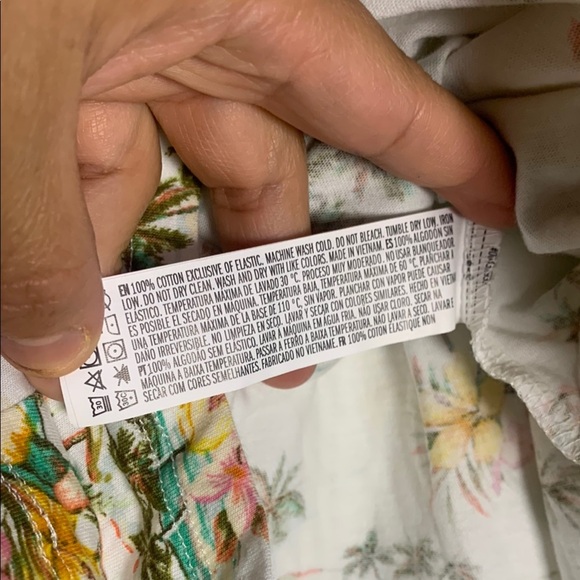 EN 100% COTTON EXCLUSIVE OF ELASTIC. MACHINE WASH COLD. DO NOT BLEACH. TUMBLE DRY LOW. IRON
LOW. DO NOT DRY CLEAN. WASH AND DRY WITH LIKE COLORS. MADE IN VIETNAM. ES 100% ALGODÓN SIN
ELÁSTICO. TEMPERATURA MÁXIMA DE LAVADO 30 °C. PROCESO MUY MODERADO. NO USAR BLANQUEADOR.
ES POSIBLE EL SECADO EN MÁQUINA. TEMPERATURA BAJA, TEMPERATURA MÁXIMA DE 60 °C. PLANCHAR A
UNA TEMPERATURA MÁXIMA DE LA BASE DE 110 °C, SIN VAPOR. PLANCHAR CON VAPOR PUEDE CAUSAR
DAÑO IRREVERSIBLE. NO LIMPIEZA EN SECO. LAVAR CON COLORES SIMILARES. HECHO EN VIETNAM
PT 100% ALGODÃO SEM ELÁSTICO. LAVAR À MÁQUINA EM ÁGUA FRIA. NÃO USAR CLORO. SECAR NA
MÁQUINA A BAIXA TEMPERATURA. PASSAR A FERRO A BAIXA TEMPERATURA. NÃO LAVAR A
SECAR COM CORES SEMELHANTES. FABRICADO NO VIETNAME. FR 100% COTON ÉLASTIQUE NON
30